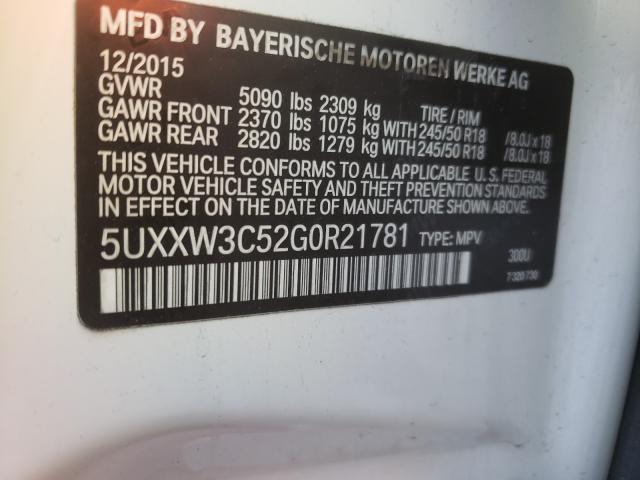 MFD BY BAYERISCHE MOTOREN WERKE AG
12/2015
GVWR 5090 lbs 2309 kg TIRE / RIM
GAWR FRONT 2370 lbs 1075 kg WITH 245/50 R18 /8.0J x 18
GAWR REAR 2820 lbs 1279 kg WITH 245/50 R18 /8.0J x 18
THIS VEHICLE CONFORMS TO ALL APPLICABLE U. S. FEDERAL
MOTOR VEHICLE SAFETY AND THEFT PREVENTION STANDARDS
IN EFFECT ON THE DATE OF MANUFACTURE SHOWN ABOVE.
5UXXW3C52G0R21781 TYPE: MPV 300U
7 320 730